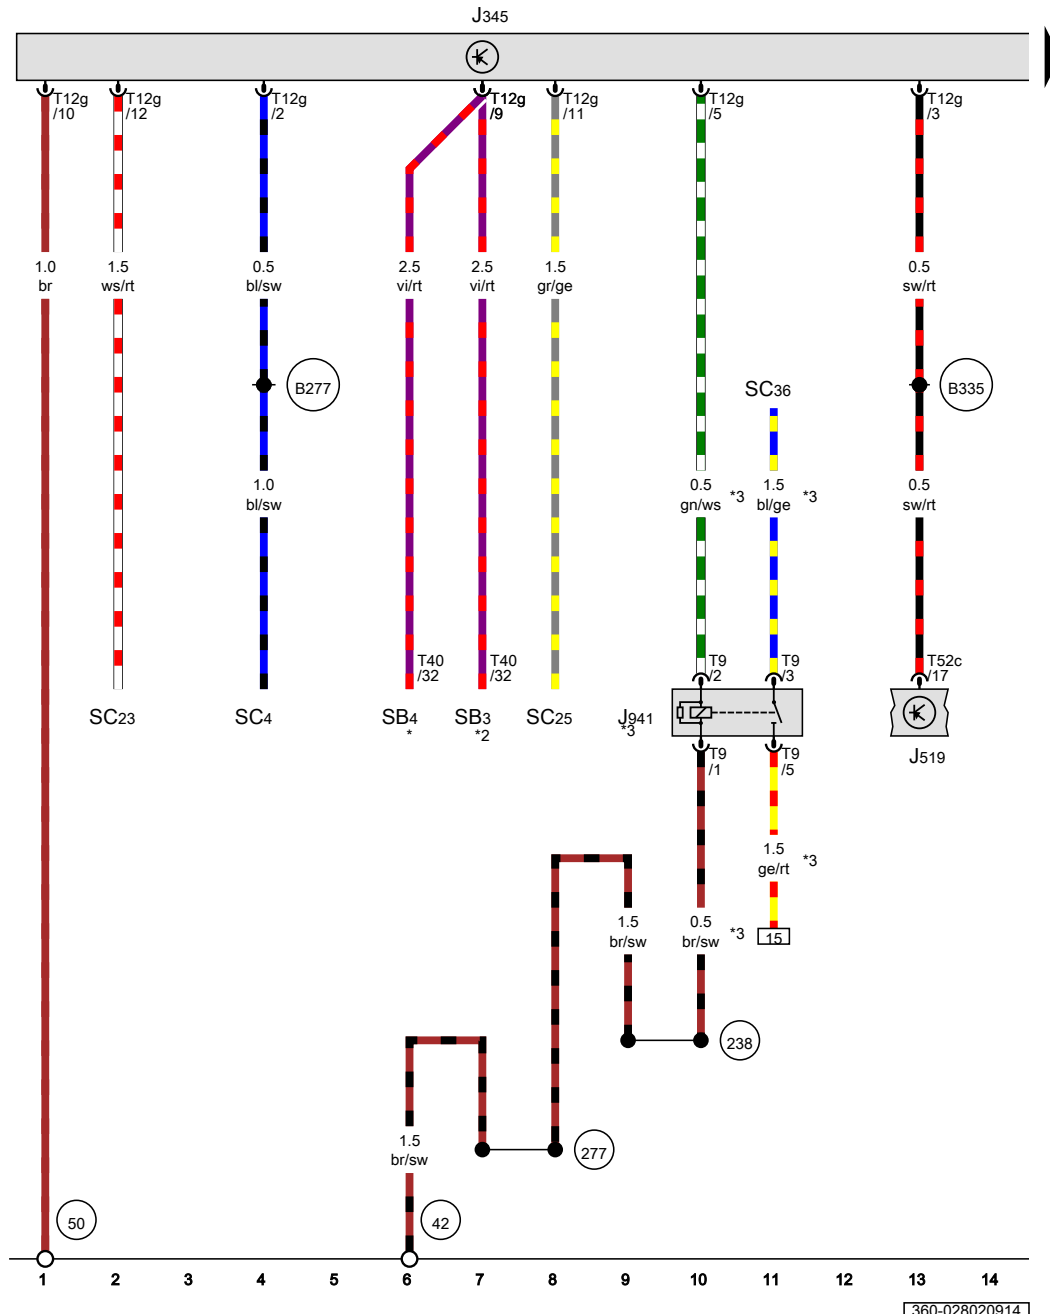 J345
T12g
/10
T12g
/12
T12g
/2
T12g
/9
T12g
/11
T12g
/5
T12g
/3
1.0
br
1.5
ws/rt
0.5
bl/sw
2.5
vi/rt
2.5
vi/rt
1.5
gr/ge
0.5
sw/rt
B277
SC36
B335
1.0
bl/sw
0.5
gn/ws
*3
1.5
bl/ge
*3
0.5
sw/rt
T40
/32
T40
/32
T9
/2
T9
/3
T52c
/17
SC23
SC4
SB4
*
SB3
*2
SC25
J941
*3
J519
T9
/1
T9
/5
1.5
ge/rt
*3
1.5
br/sw
0.5
br/sw
*3
15
238
1.5
br/sw
277
50
42
1 2 3 4 5 6 7 8 9 10 11 12 13 14
360-028020914